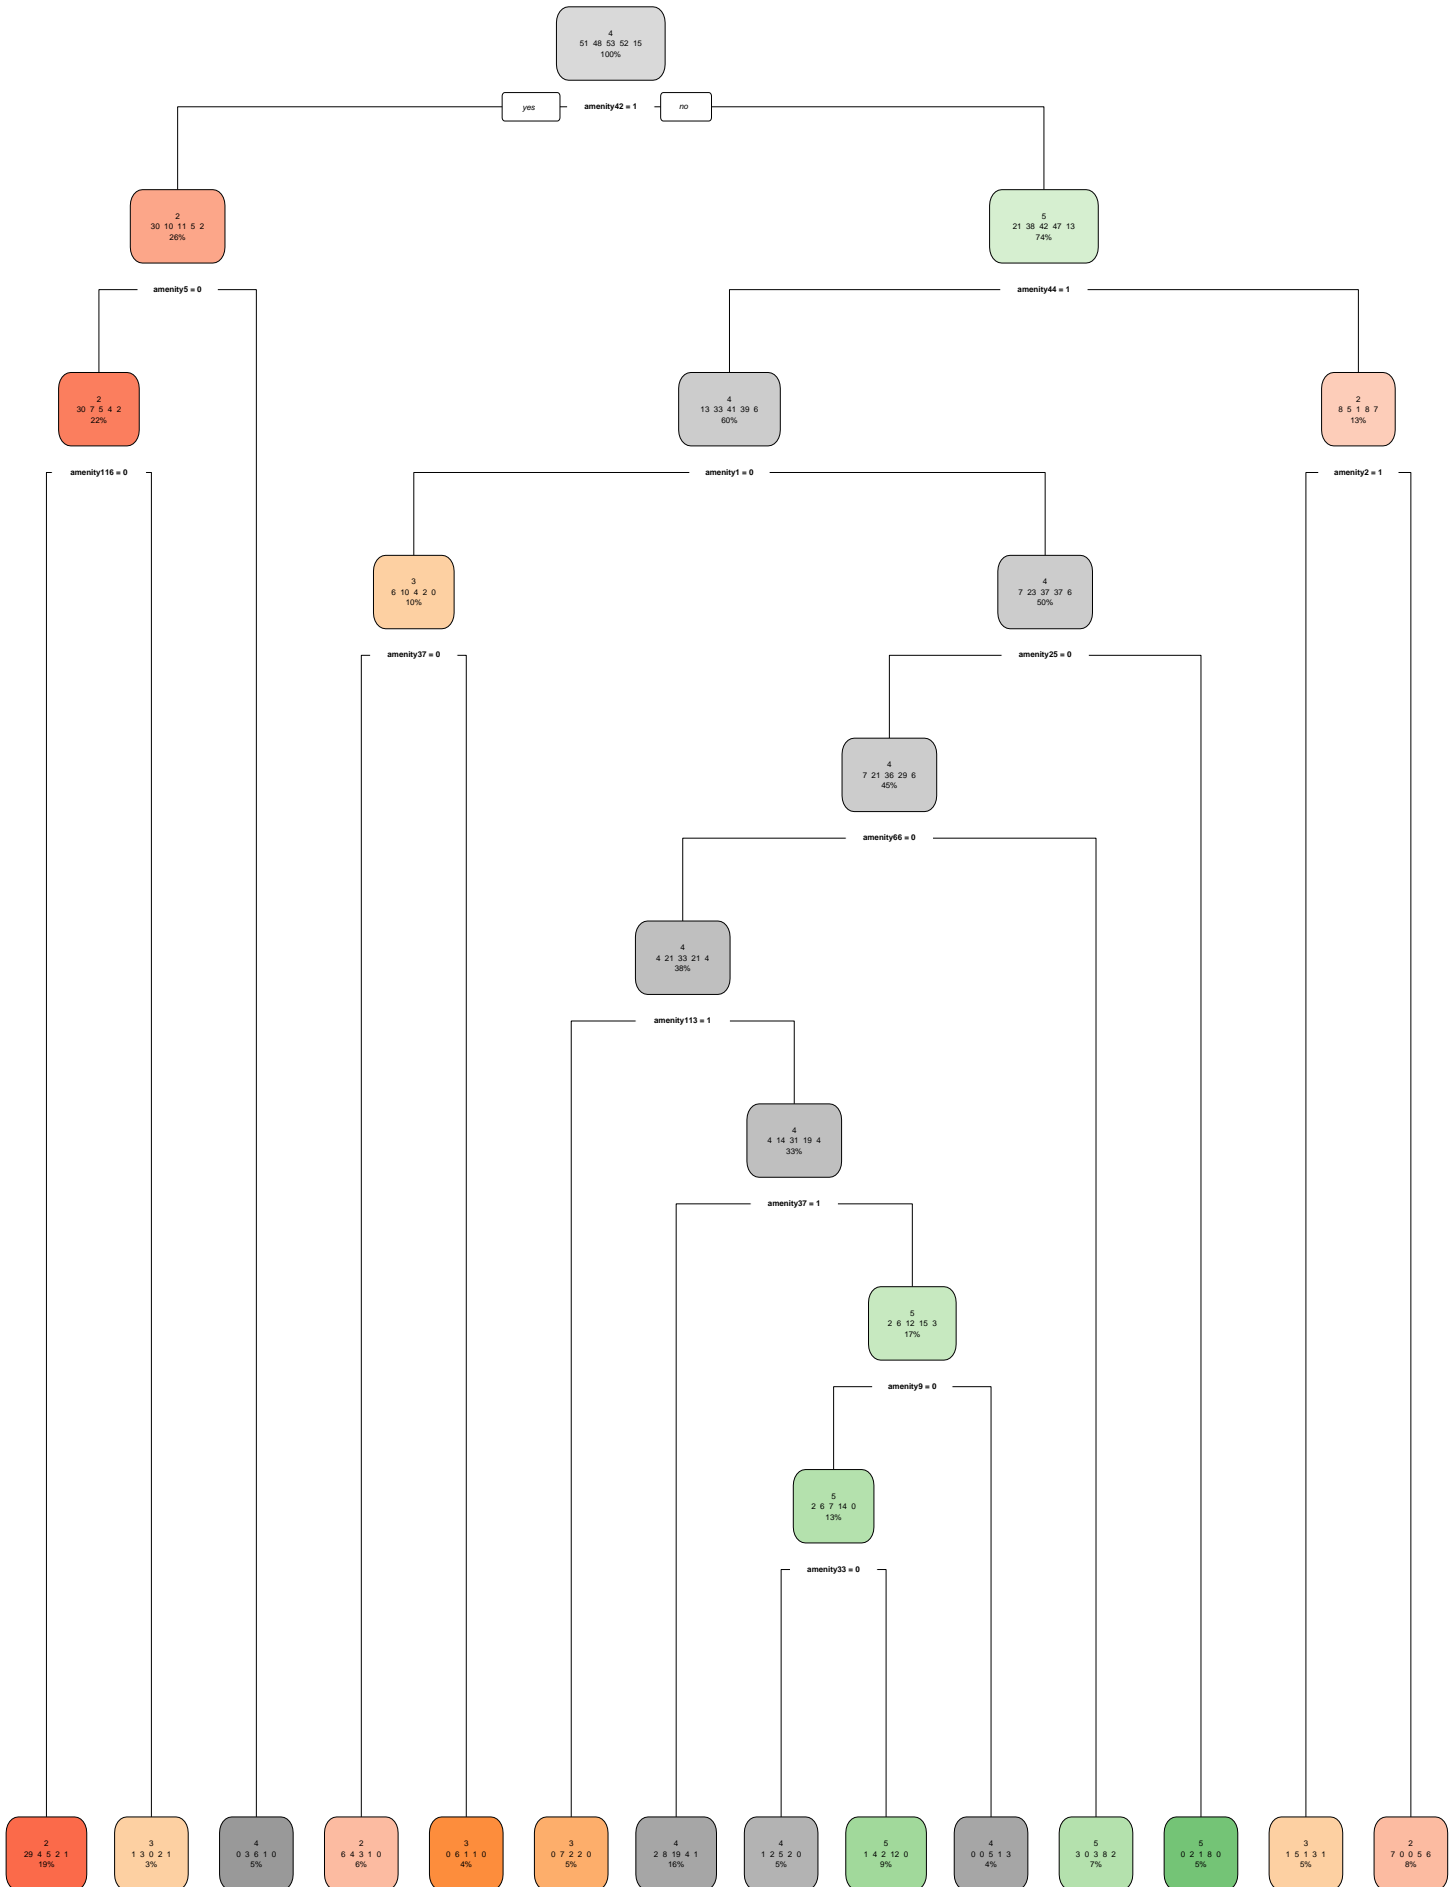 4
51 48 53 52 15
100%
yes
amenity42 = 1
no
2
30 10 11 5 2
26%
5
21 38 42 47 13
74%
amenity5 = 0
amenity44 = 1
2
30 7 5 4 2
22%
4
13 33 41 39 6
60%
2
8 5 1 8 7
13%
amenity116 = 0
amenity1 = 0
amenity2 = 1
3
6 10 4 2 0
10%
4
7 23 37 37 6
50%
amenity37 = 0
amenity25 = 0
4
7 21 36 29 6
45%
amenity66 = 0
4
4 21 33 21 4
38%
amenity113 = 1
4
4 14 31 19 4
33%
amenity37 = 1
5
2 6 12 15 3
17%
amenity9 = 0
5
2 6 7 14 0
13%
amenity33 = 0
2
29 4 5 2 1
19%
3
1 3 0 2 1
3%
4
0 3 6 1 0
5%
2
6 4 3 1 0
6%
3
0 6 1 1 0
4%
3
0 7 2 2 0
5%
4
2 8 19 4 1
16%
4
1 2 5 2 0
5%
5
1 4 2 12 0
9%
4
0 0 5 1 3
4%
5
3 0 3 8 2
7%
5
0 2 1 8 0
5%
3
1 5 1 3 1
5%
2
7 0 0 5 6
8%